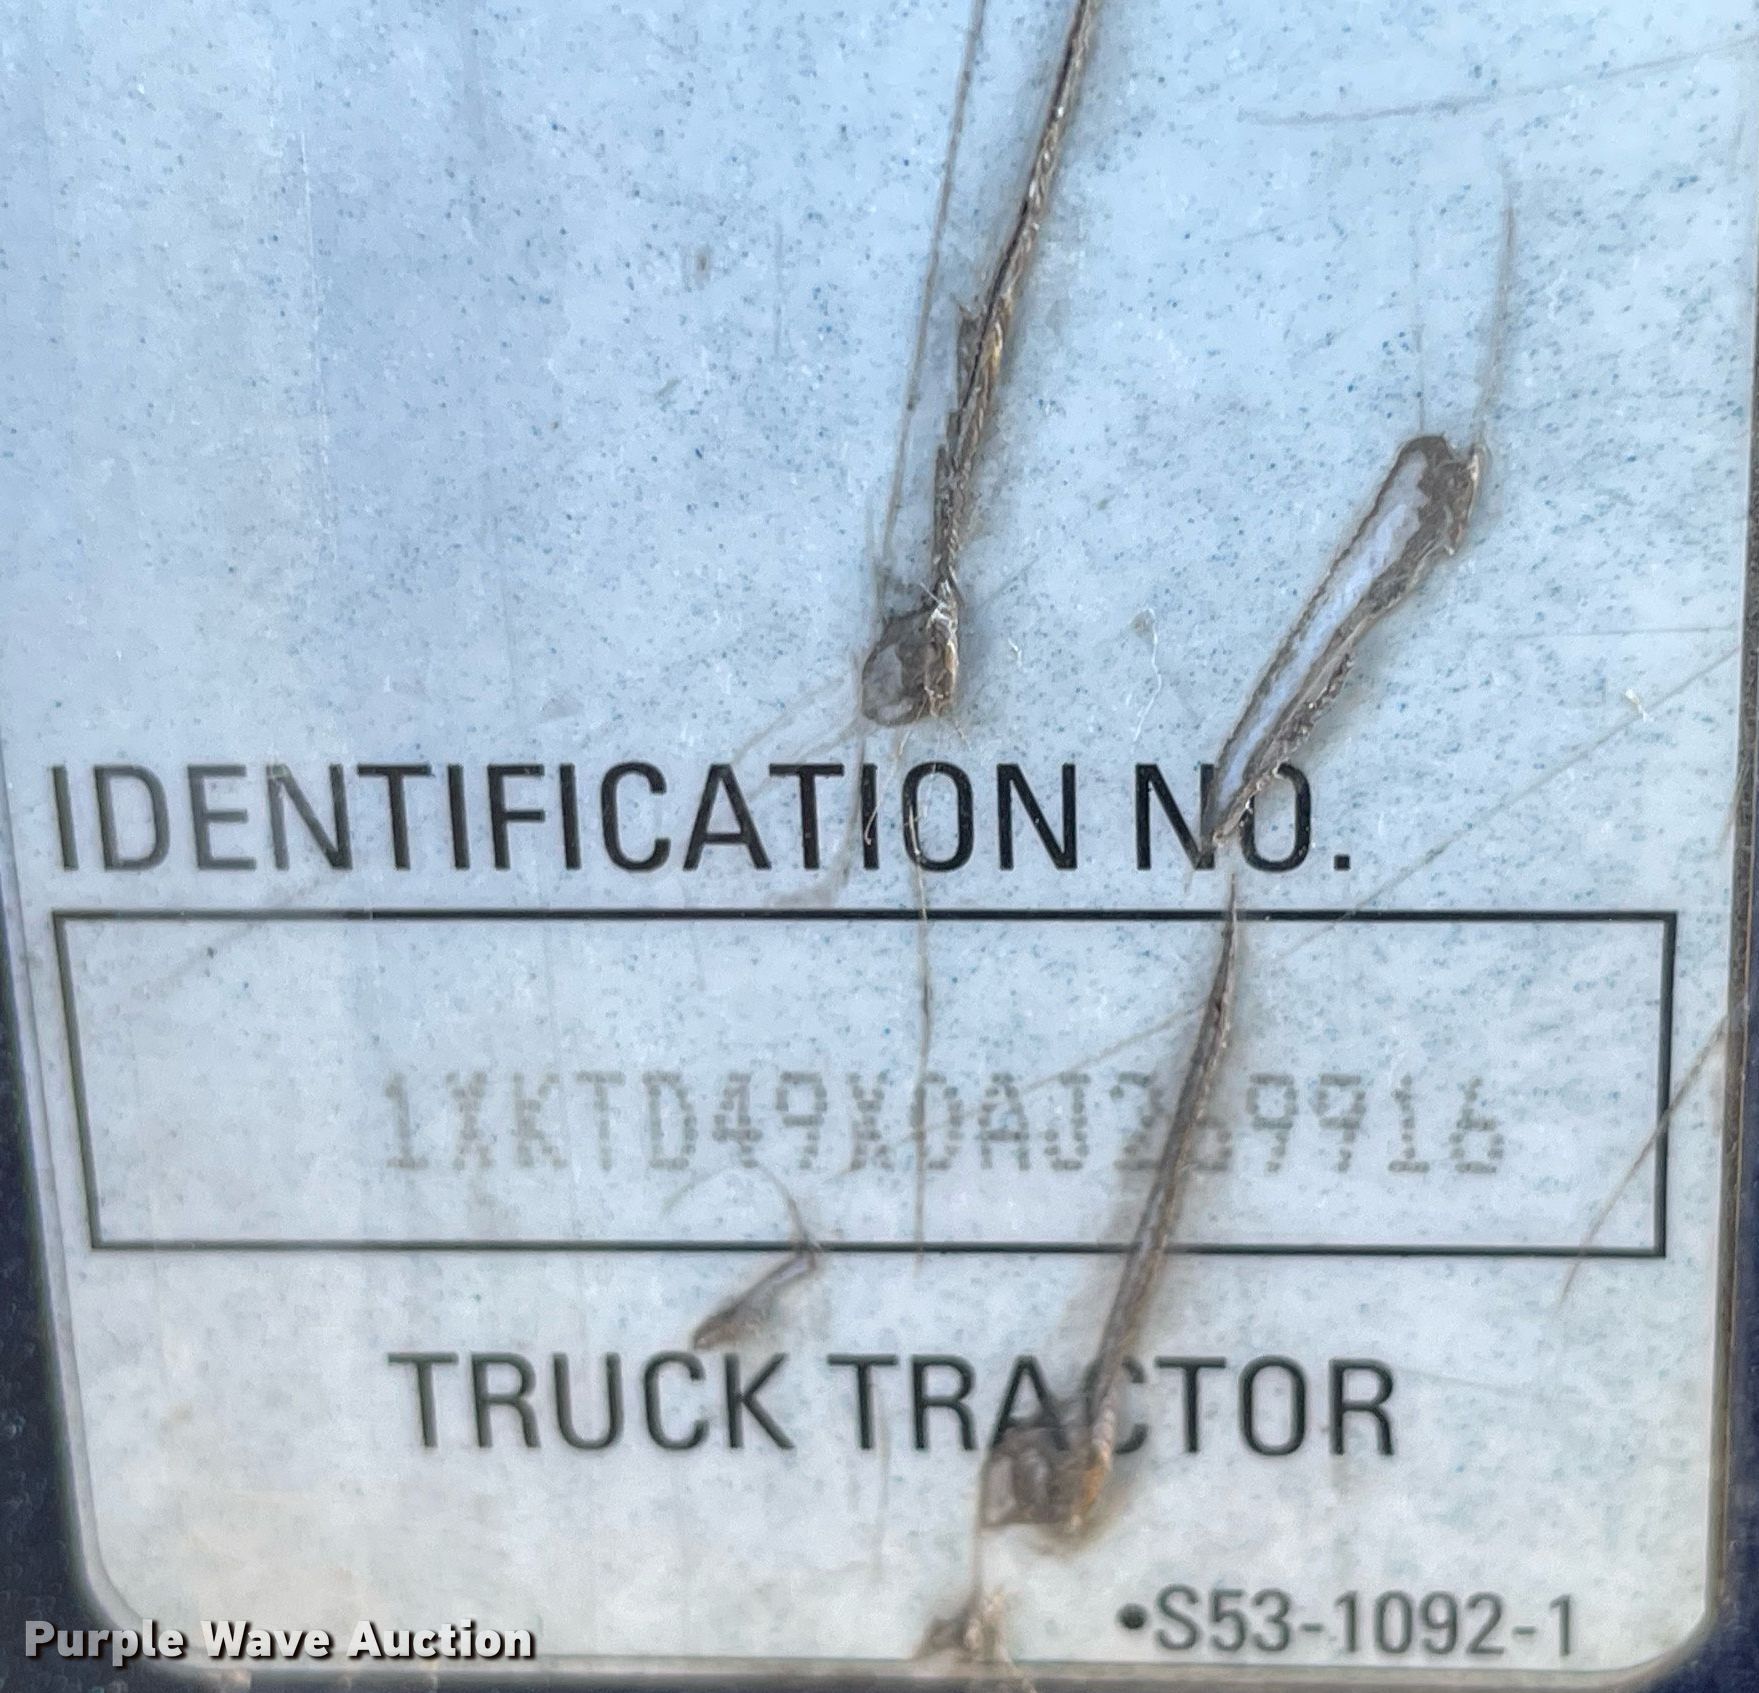 IDENTIFICATION NO.
1XKTD49X0AJ269916
TRUCK TRACTOR
•S53-1092-1
Purple Wave Auction